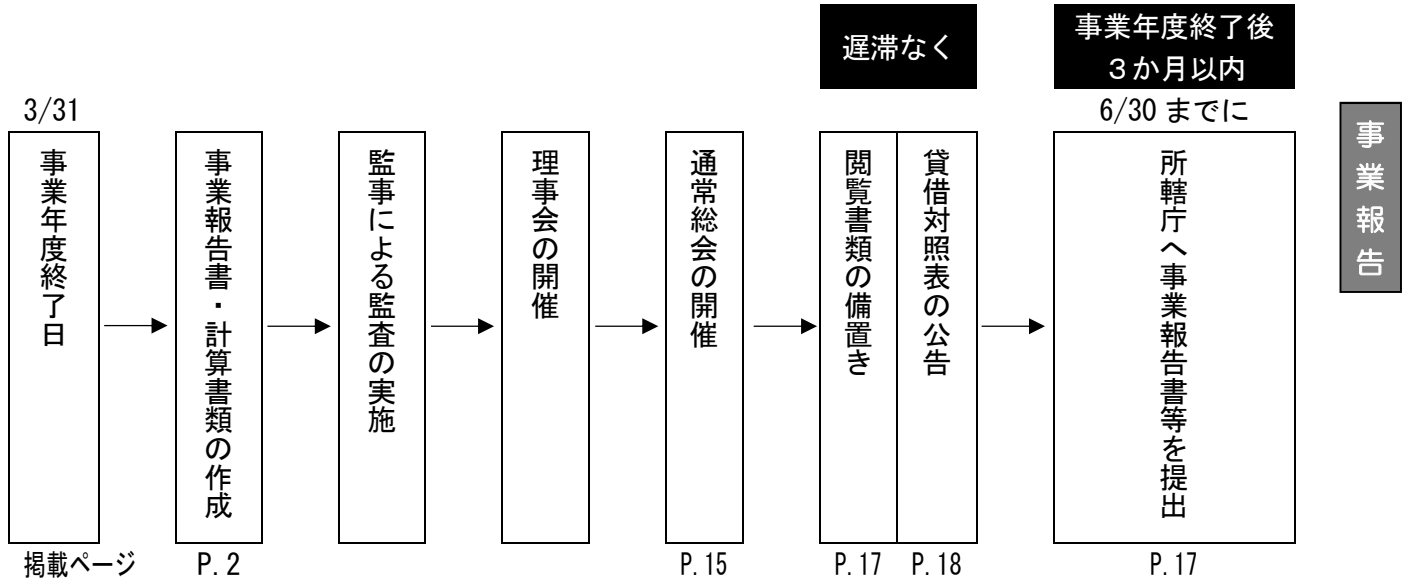 遅滞なく
事業年度終了後
３か月以内
3/31
6/30 までに
事業年度終了日
事業報告書・計算書類の作成
監事による監査の実施
理事会の開催
通常総会の開催
閲覧書類の備置き
貸借対照表の公告
所轄庁へ事業報告書等を提出
事業報告
掲載ページ
P.2
P.15
P.17
P.18
P.17